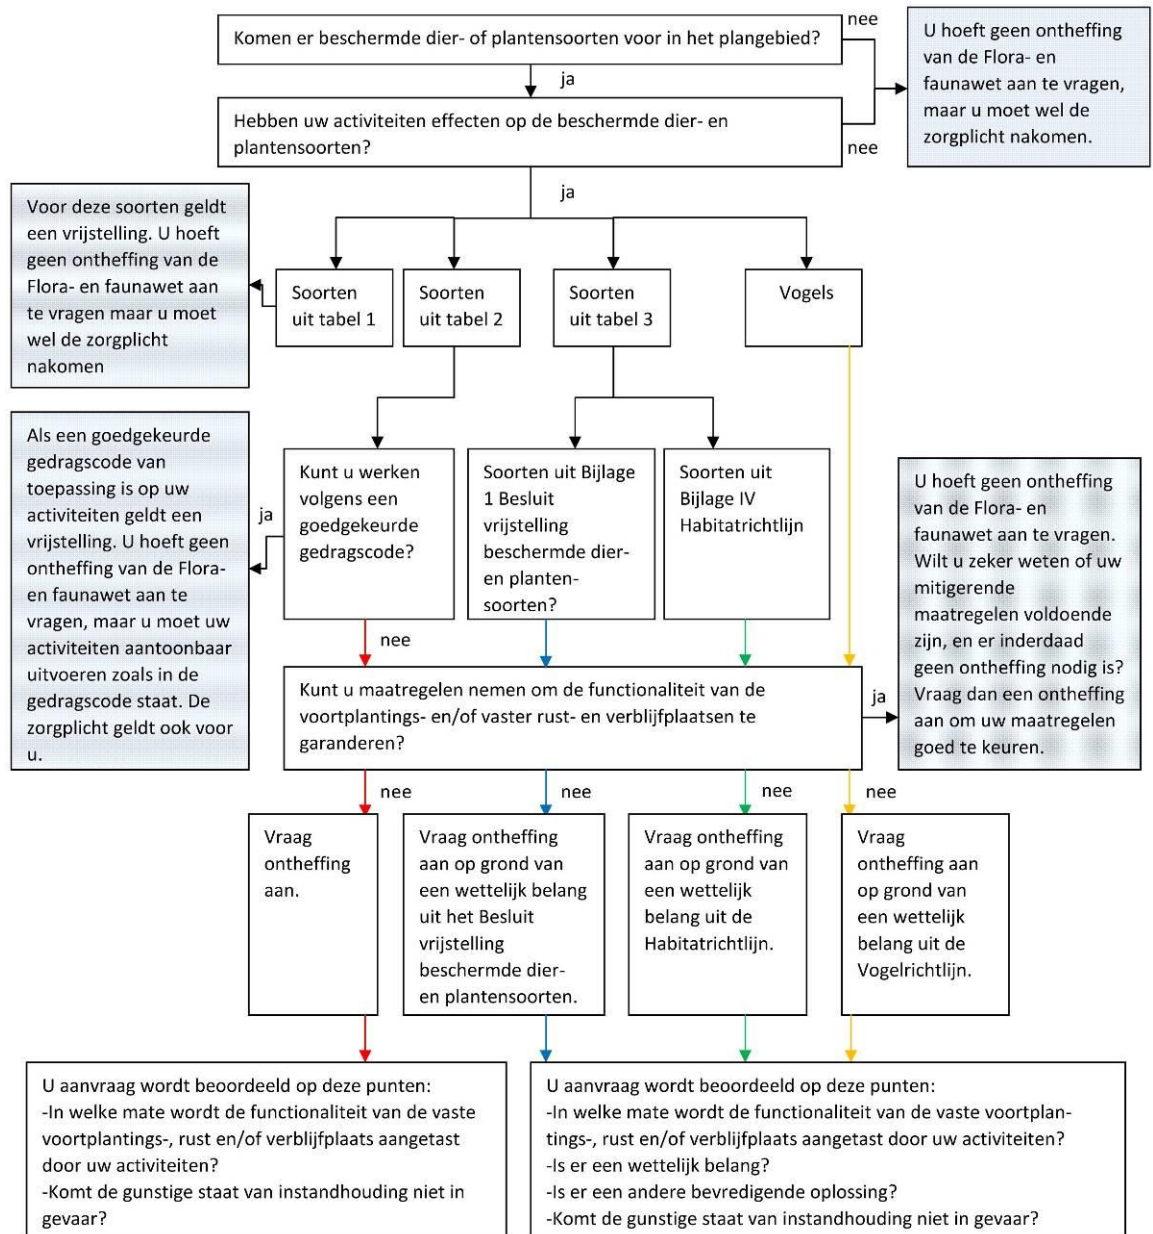 nee
Komen er beschermde dier- of plantensoorten voor in het plangebied?
U hoeft geen ontheffing
van de Flora- en
faunawet aan te vragen,
maar u moet wel de
zorgplicht nakomen.
ja
Hebben uw activiteiten effecten op de beschermde dier- en
plantensoorten?
nee
ja
Voor deze soorten geldt
een vrijstelling. U hoeft
geen ontheffing van de
Flora- en faunawet aan
te vragen maar u moet
wel de zorgplicht
nakomen
Soorten
uit tabel 1
Soorten
uit tabel 2
Soorten
uit tabel 3
Vogels
Als een goedgekeurde
gedragscode van
toepassing is op uw
activiteiten geldt een
vrijstelling. U hoeft geen
ontheffing van de Flora-
en faunawet aan te
vragen, maar u moet uw
activiteiten aantoonbaar
uitvoeren zoals in de
gedragscode staat. De
zorgplicht geldt ook voor
u.
ja
Kunt u werken
volgens een
goedgekeurde
gedragscode?
Soorten uit Bijlage
1 Besluit
vrijstelling
beschermde dier-
en planten-
soorten?
Soorten uit
Bijlage IV
Habitatrichtlijn
U hoeft geen ontheffing
van de Flora- en
faunawet aan te vragen.
Wilt u zeker weten of uw
mitigerende
maatregelen voldoende
zijn, en er inderdaad
geen ontheffing nodig is?
Vraag dan een ontheffing
aan om uw maatregelen
goed te keuren.
nee
Kunt u maatregelen nemen om de functionaliteit van de
voortplantings- en/of vaster rust- en verblijfplaatsen te
garanderen?
ja
nee
nee
nee
nee
Vraag
ontheffing
aan.
Vraag ontheffing
aan op grond van
een wettelijk belang
uit het Besluit
vrijstelling
beschermde dier-
en plantensoorten.
Vraag ontheffing
aan op grond van
een wettelijk
belang uit de
Habitatrichtlijn.
Vraag
ontheffing aan
op grond van
een wettelijk
belang uit de
Vogelrichtlijn.
U aanvraag wordt beoordeeld op deze punten:
-In welke mate wordt de functionaliteit van de vaste
voortplantings-, rust en/of verblijfplaats aangetast
door uw activiteiten?
-Komt de gunstige staat van instandhouding niet in
gevaar?
U aanvraag wordt beoordeeld op deze punten:
-In welke mate wordt de functionaliteit van de vaste voortplan-
tings-, rust en/of verblijfplaats aangetast door uw activiteiten?
-Is er een wettelijk belang?
-Is er een andere bevredigende oplossing?
-Komt de gunstige staat van instandhouding niet in gevaar?